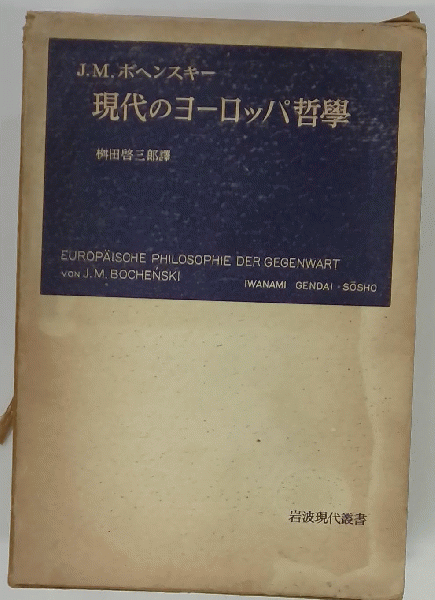 J.M. ボヘンスキー
現代のヨーロッパ哲學
桝田啓三郎譯
EUROPÄISCHE PHILOSOPHIE DER GEGENWART
VON J.M. BOCHEŃSKI
IWANAMI GENDAI・SŌSHO
岩波現代叢書